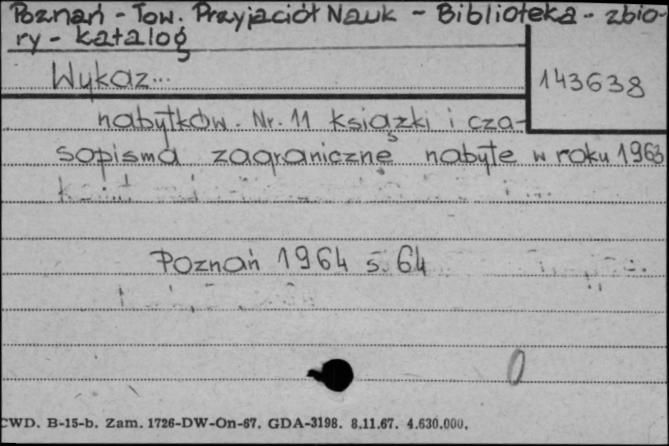 Poznań - Tow. Przyjaciół Nauk - Biblioteka - zbio-
ry - katalog
Wykaz...
143638
nabytków. Nr. 11 książki i cza-
sopisma zagraniczne nabyte w roku 1963
Poznań 1964 s. 64
0
CWD. B-15-b. Zam. 1726-DW-On-67. GDA-3198. 8.11.67. 4.630.000.